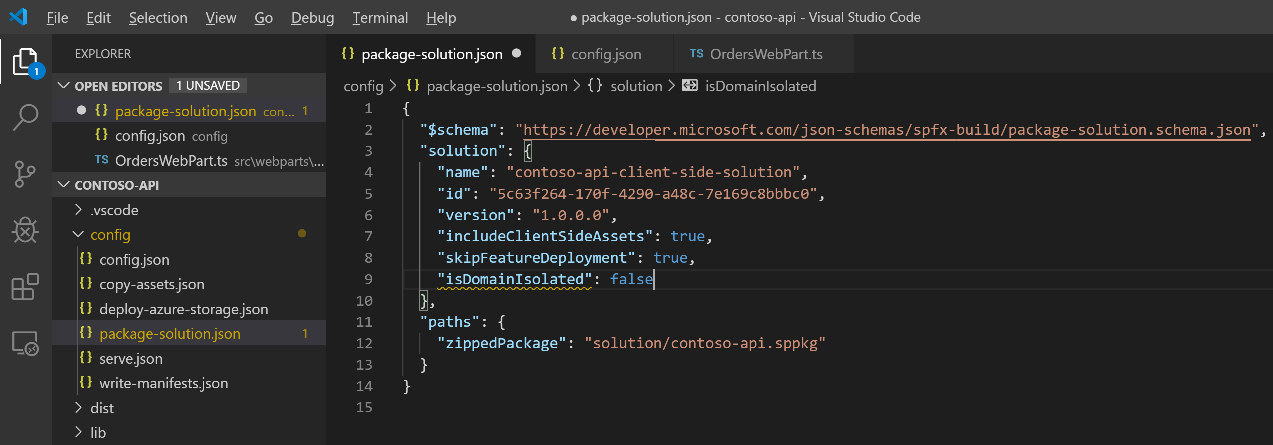 File Edit Selection View Go Debug Terminal Help ● package-solution.json - contoso-api - Visual Studio Code
EXPLORER
1
OPEN EDITORS 1 UNSAVED
{} package-solution.json con... 1
{} config.json config
TS OrdersWebPart.ts src\webparts\...
CONTOSO-API
.vscode
config
{} config.json
{} copy-assets.json
{} deploy-azure-storage.json
{} package-solution.json 1
{} serve.json
{} write-manifests.json
dist
lib
{} package-solution.json ● {} config.json TS OrdersWebPart.ts
config > {} package-solution.json > {} solution > isDomainIsolated
1 {
2 "$schema": "https://developer.microsoft.com/json-schemas/spfx-build/package-solution.schema.json",
3 "solution": {
4 "name": "contoso-api-client-side-solution",
5 "id": "5c63f264-170f-4290-a48c-7e169c8bbbc0",
6 "version": "1.0.0.0",
7 "includeClientSideAssets": true,
8 "skipFeatureDeployment": true,
9 "isDomainIsolated": false
10 },
11 "paths": {
12 "zippedPackage": "solution/contoso-api.sppkg"
13 }
14 }
15